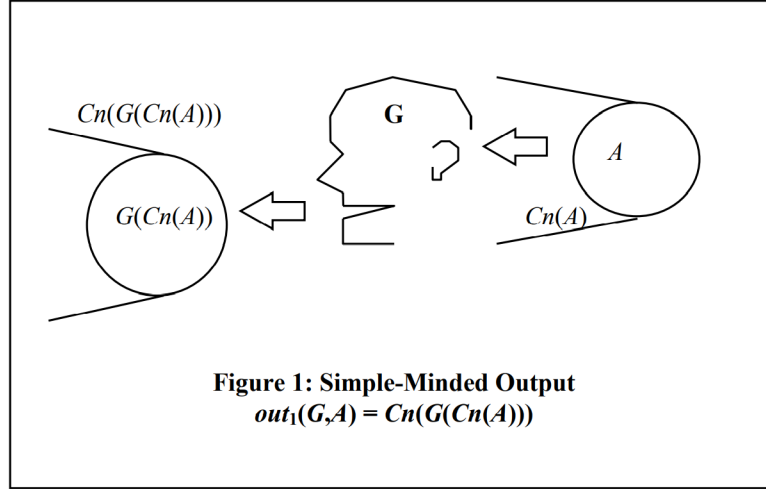 Cn(G(Cn(A)))
G
A
G(Cn(A))
Cn(A)
Figure 1: Simple-Minded Output
out₁(G,A) = Cn(G(Cn(A)))